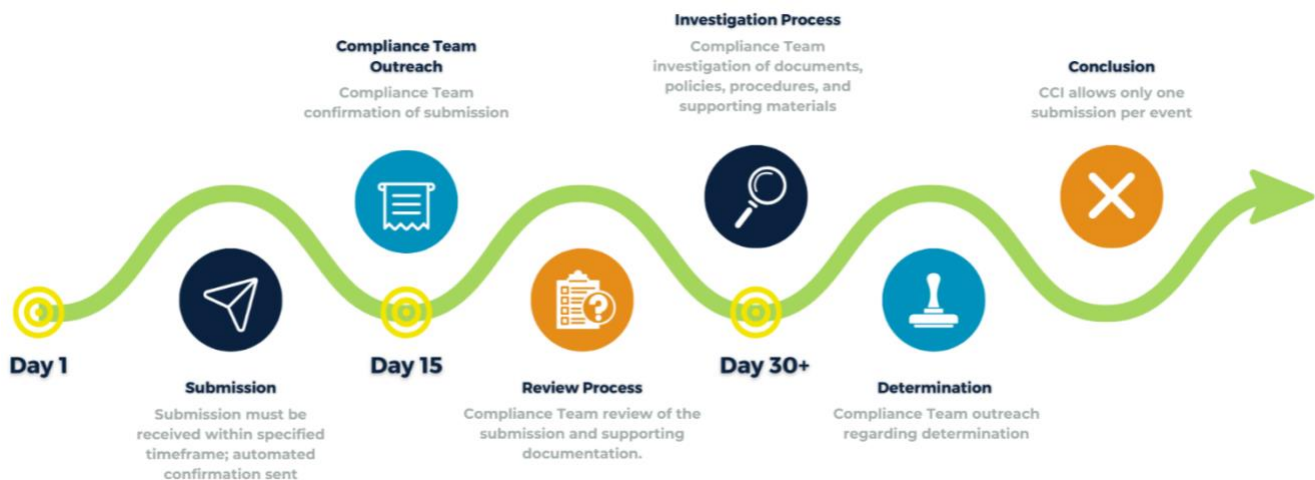 Investigation Process
Compliance Team
investigation of documents,
policies, procedures, and
supporting materials
Compliance Team
Outreach
Compliance Team
confirmation of submission
Conclusion
CCI allows only one
submission per event
?
Day 1
Day 15
Day 30+
Submission
Submission must be
received within specified
timeframe; automated
confirmation sent
Review Process
Compliance Team review of the
submission and supporting
documentation.
Determination
Compliance Team outreach
regarding determination